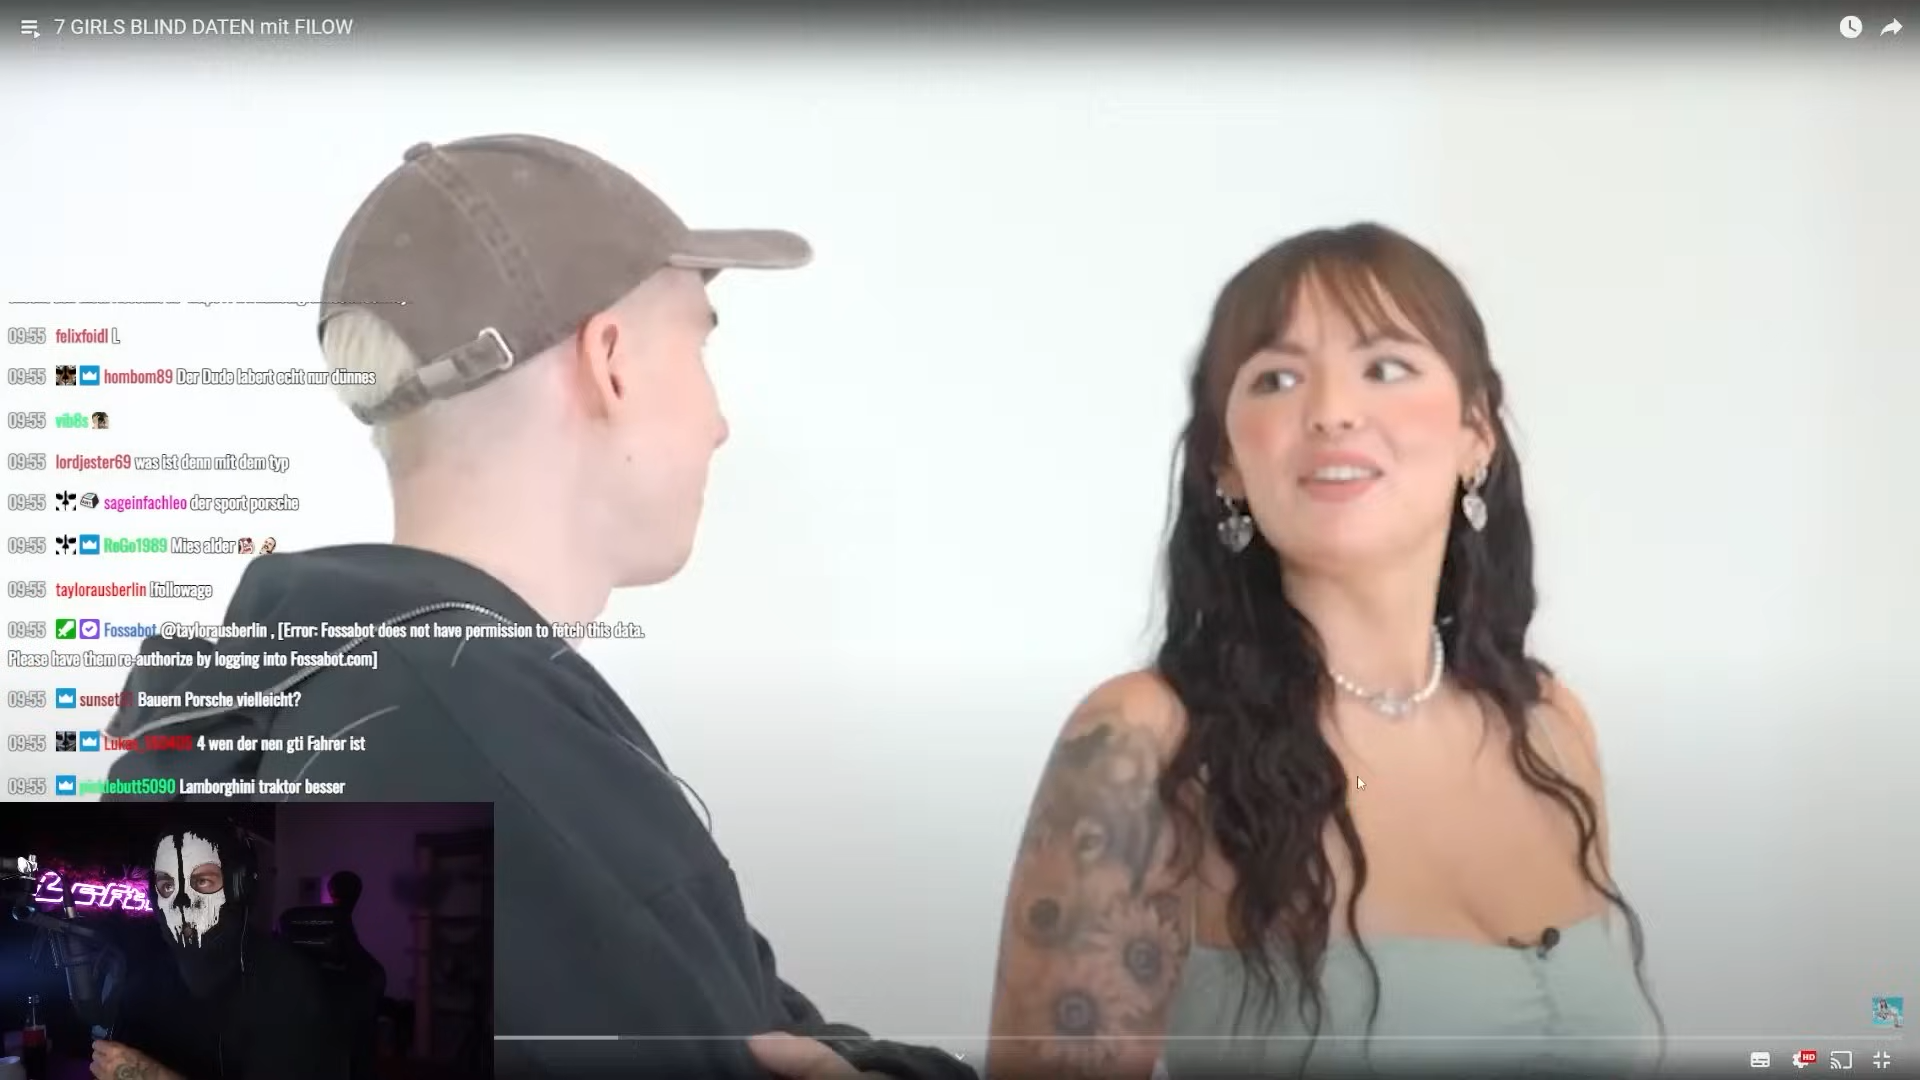 7 GIRLS BLIND DATEN mit FILOW
09:55 felixfoidl L
09:55 hombom89 Der Dude labert echt nur dünnes
09:55 vib8s
09:55 lordjester69 was ist denn mit dem typ
09:55 sageinfachleo der sport porsche
09:55 RoGo1989 Mies alder
09:55 taylorausberlin !followage
09:55 Fossabot @taylorausberlin , [Error: Fossabot does not have permission to fetch this data.
Please have them re-authorize by logging into Fossabot.com]
09:55 Bauern Porsche vielleicht?
09:55 4 wen der nen gti Fahrer ist
09:55 Lamborghini traktor besser
HD